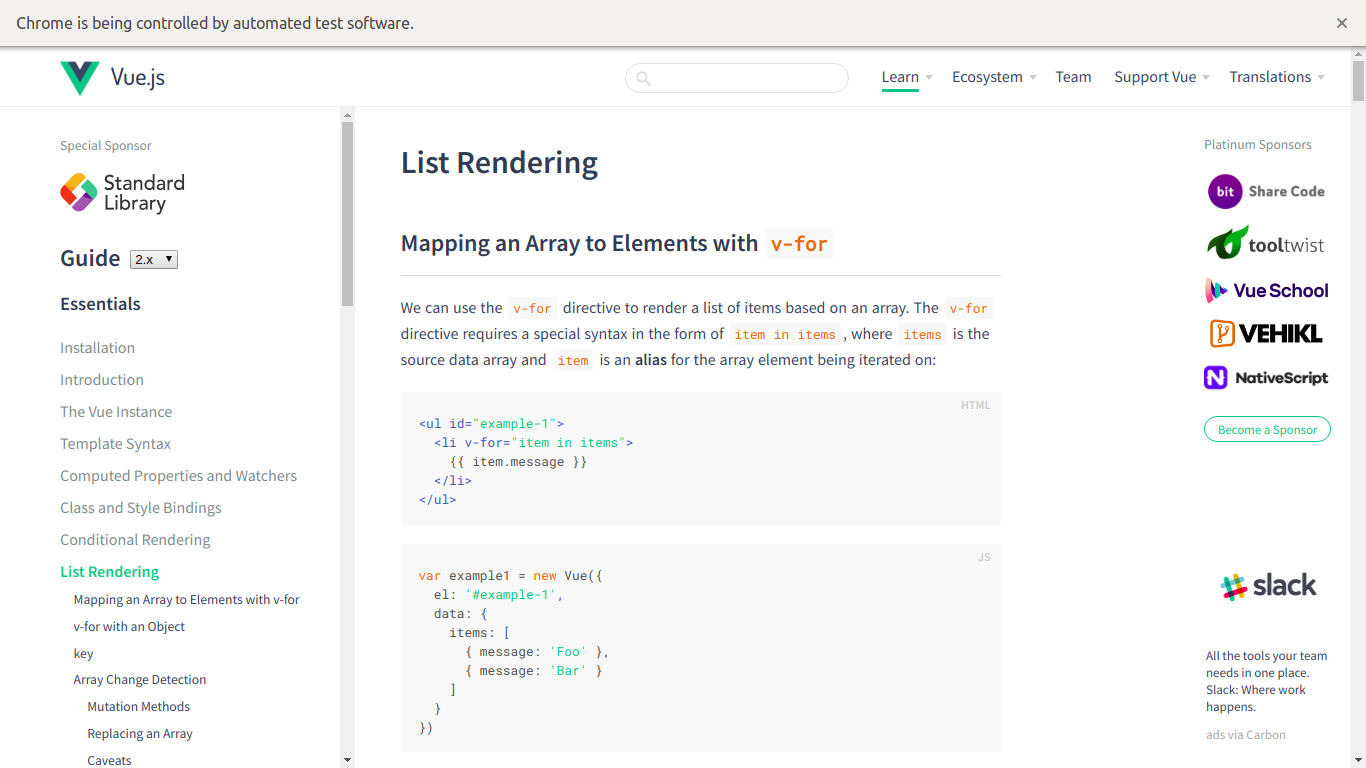 Chrome is being controlled by automated test software.
Vue.js
Learn
Ecosystem
Team
Support Vue
Translations
Special Sponsor
Standard
Library
Guide 2.x
Essentials
Installation
Introduction
The Vue Instance
Template Syntax
Computed Properties and Watchers
Class and Style Bindings
Conditional Rendering
List Rendering
Mapping an Array to Elements with v-for
v-for with an Object
key
Array Change Detection
Mutation Methods
Replacing an Array
Caveats
List Rendering
Mapping an Array to Elements with v-for
We can use the v-for directive to render a list of items based on an array. The v-for
directive requires a special syntax in the form of item in items , where items is the
source data array and item is an alias for the array element being iterated on:
HTML
<ul id="example-1">
  <li v-for="item in items">
    {{ item.message }}
  </li>
</ul>
JS
var example1 = new Vue({
  el: '#example-1',
  data: {
    items: [
      { message: 'Foo' },
      { message: 'Bar' }
    ]
  }
})
Platinum Sponsors
bit Share Code
tooltwist
Vue School
VEHIKL
NativeScript
Become a Sponsor
slack
All the tools your team
needs in one place.
Slack: Where work
happens.
ads via Carbon